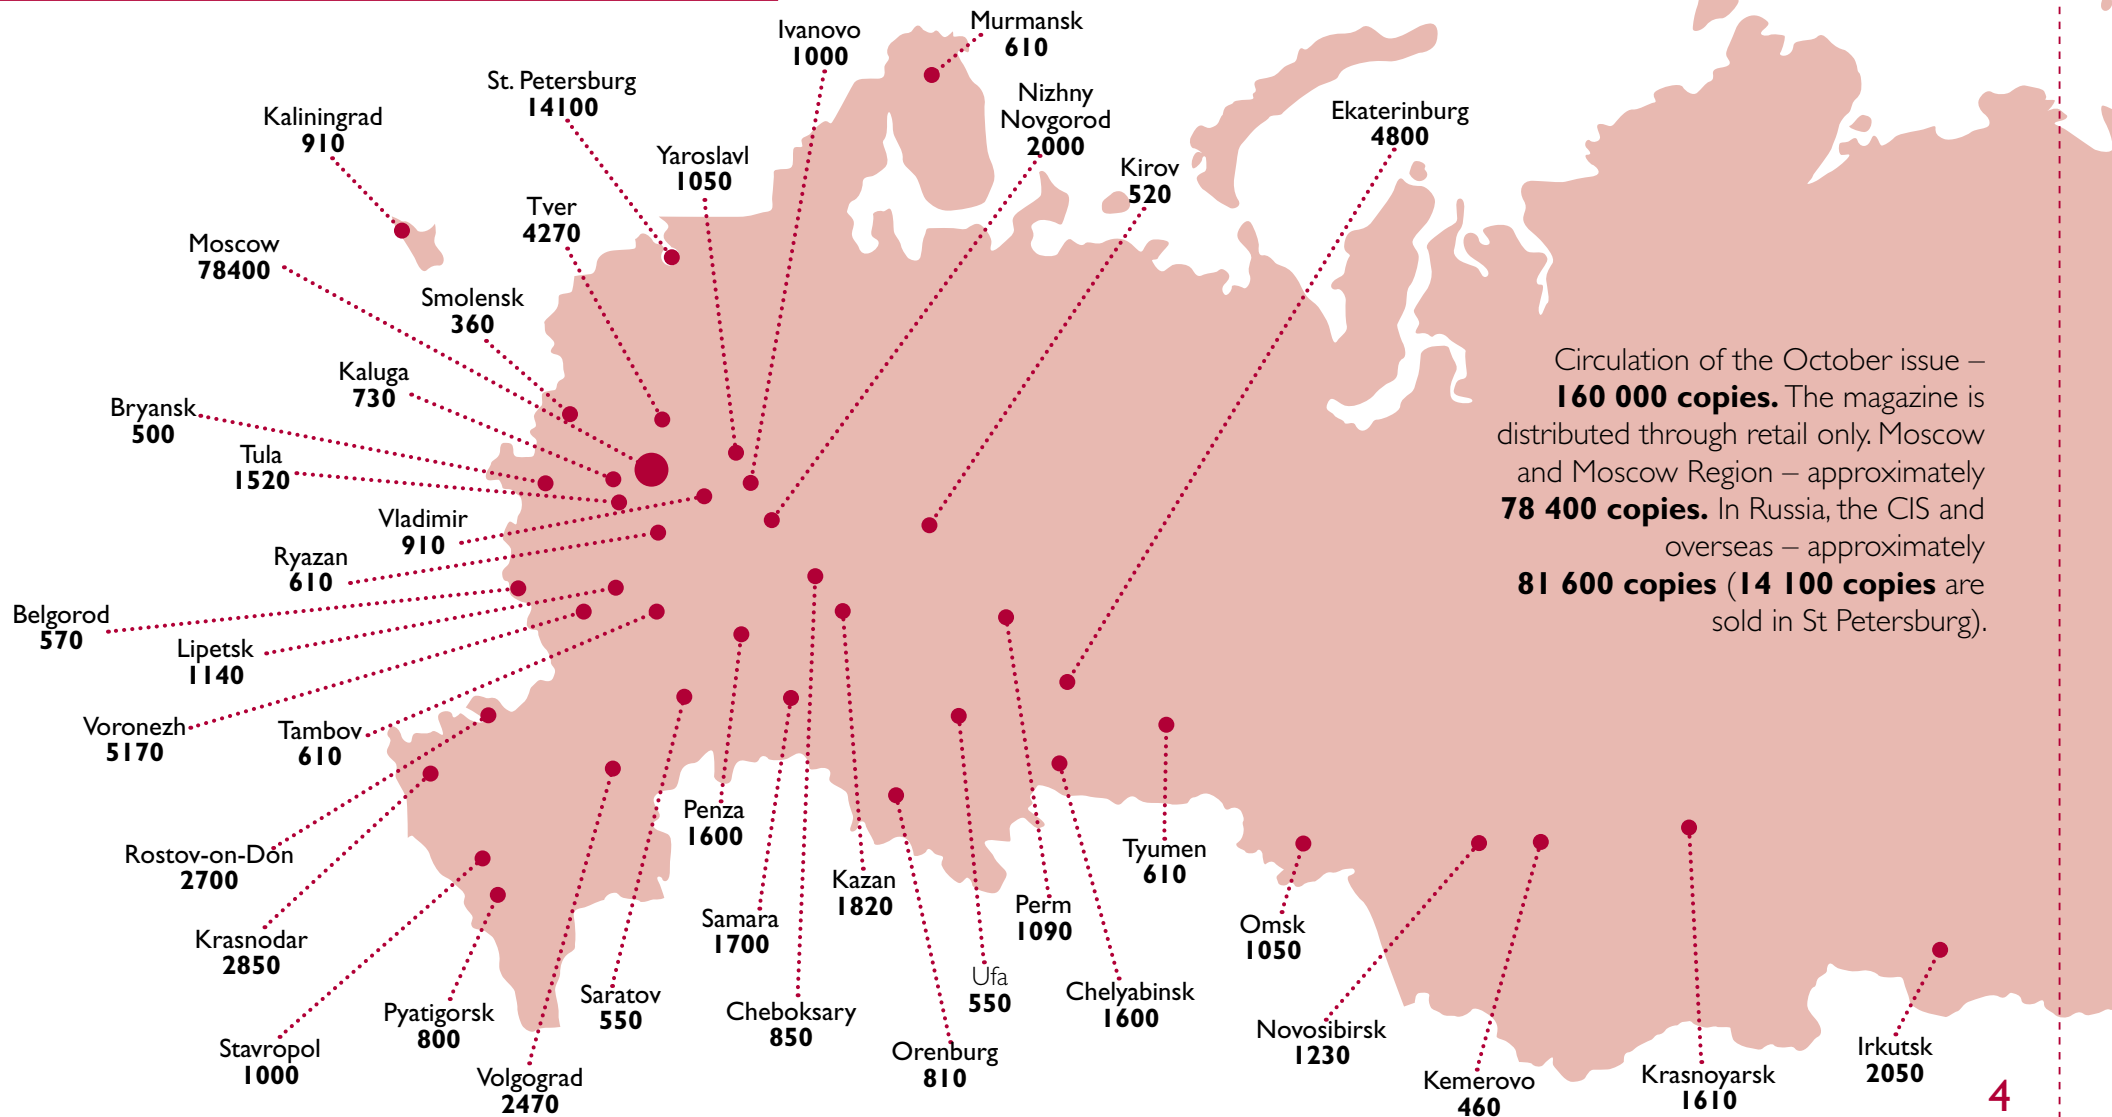 Ivanovo
1000
Murmansk
610
St. Petersburg
14100
Nizhny
Novgorod
2000
Kaliningrad
910
Ekaterinburg
4800
Yaroslavl
1050
Kirov
520
Tver
4270
Moscow
78400
Smolensk
360
Kaluga
730
Bryansk
500
Tula
1520
Vladimir
910
Ryazan
610
Belgorod
570
Lipetsk
1140
Voronezh
5170
Tambov
610
Rostov-on-Don
2700
Krasnodar
2850
Stavropol
1000
Pyatigorsk
800
Volgograd
2470
Saratov
550
Penza
1600
Samara
1700
Cheboksary
850
Kazan
1820
Orenburg
810
Ufa
550
Perm
1090
Chelyabinsk
1600
Tyumen
610
Omsk
1050
Novosibirsk
1230
Kemerovo
460
Krasnoyarsk
1610
Irkutsk
2050
Circulation of the October issue –
160 000 copies. The magazine is
distributed through retail only. Moscow
and Moscow Region – approximately
78 400 copies. In Russia, the CIS and
overseas – approximately
81 600 copies (14 100 copies are
sold in St Petersburg).
4